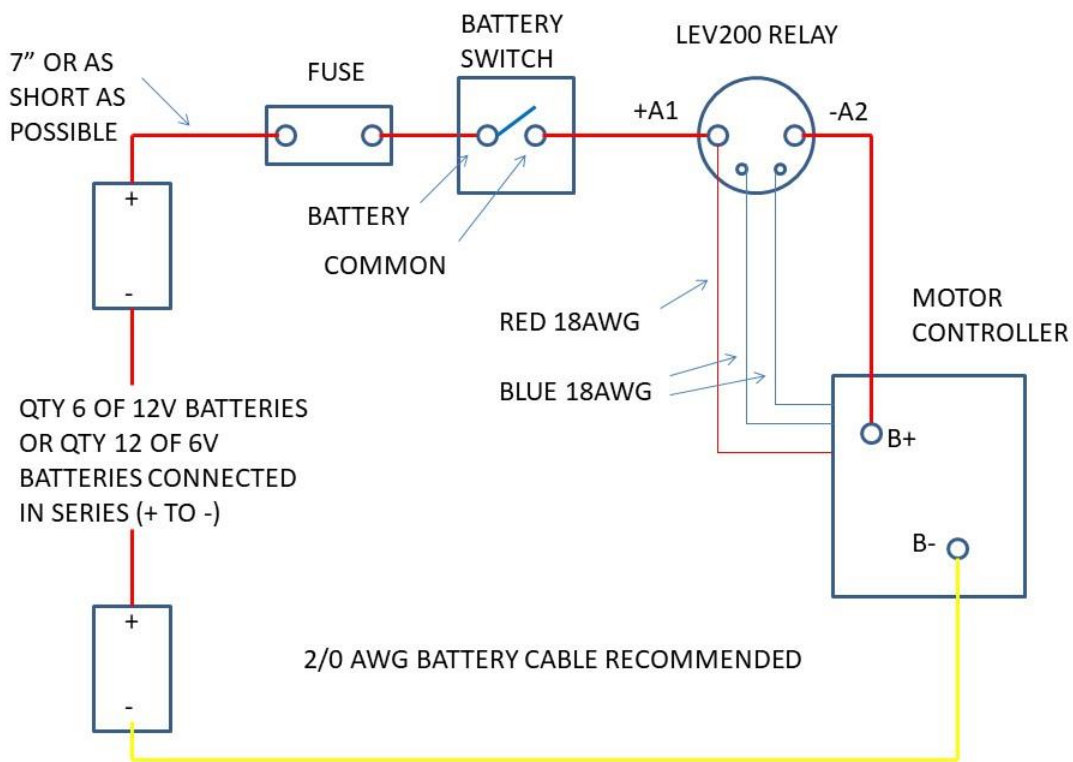 7” OR AS
SHORT AS
POSSIBLE
FUSE
BATTERY
SWITCH
LEV200 RELAY
+A1
-A2
+
-
BATTERY
COMMON
RED 18AWG
BLUE 18AWG
MOTOR
CONTROLLER
B+
B-
QTY 6 OF 12V BATTERIES
OR QTY 12 OF 6V
BATTERIES CONNECTED
IN SERIES (+ TO -)
+
-
2/0 AWG BATTERY CABLE RECOMMENDED